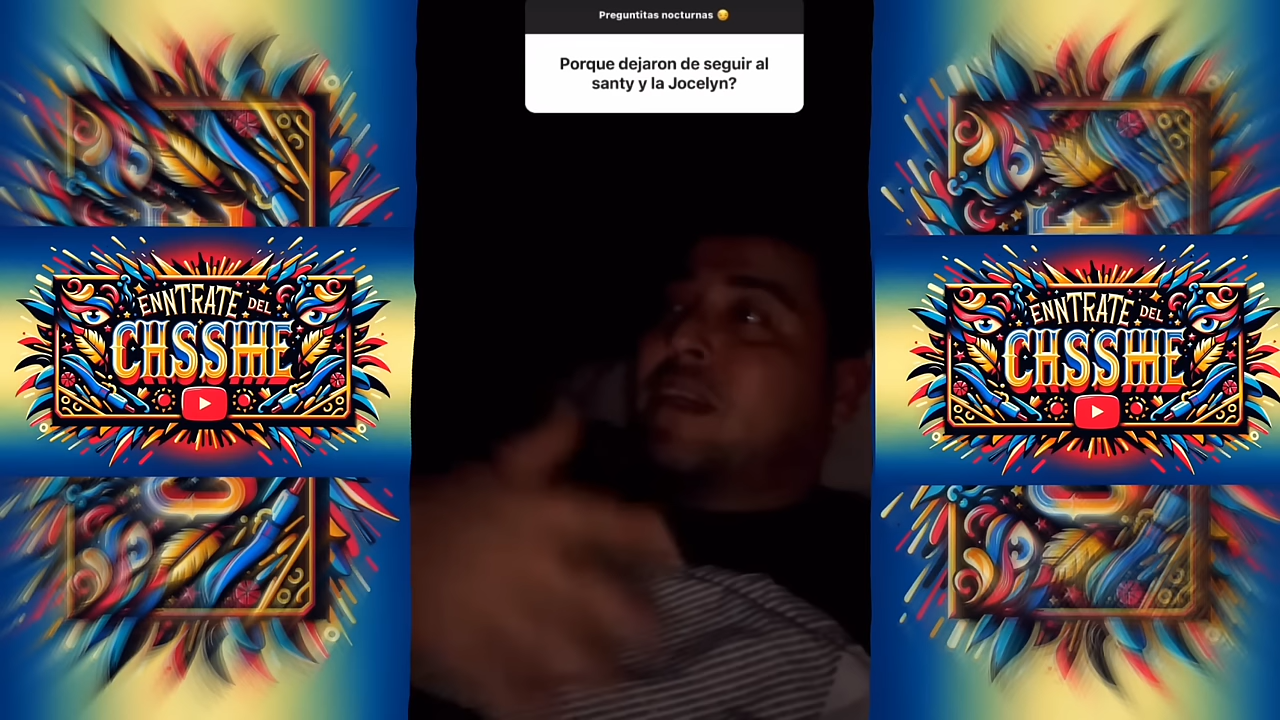 Preguntitas nocturnas 😏
Porque dejaron de seguir al
santy y la Jocelyn?
ENNTRATE DEL
CHSSHE
ENNTRATE DEL
CHSSHE